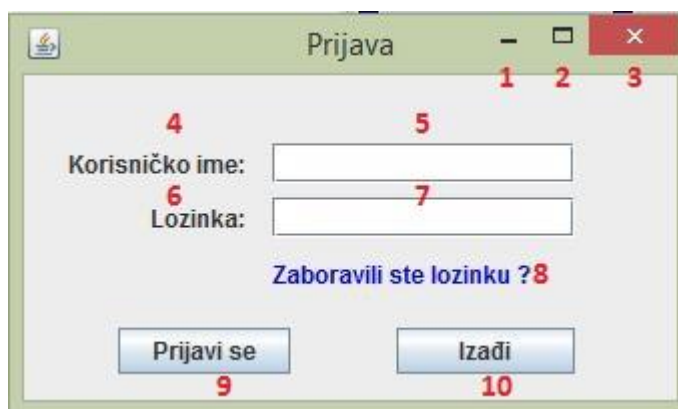 Prijava
1 2 3
4 5
Korisničko ime:
6 7
Lozinka:
Zaboravili ste lozinku ?8
Prijavi se Izađi
9 10